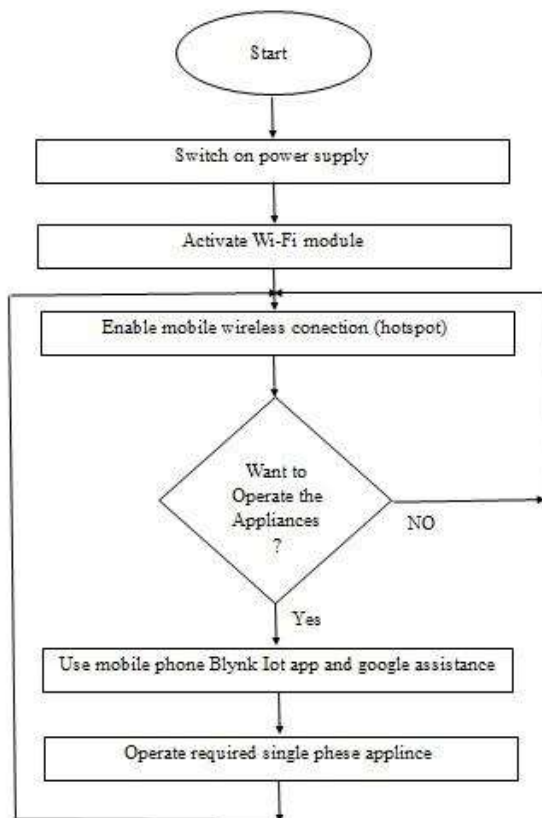 Start
Switch on power supply
Activate Wi-Fi module
Enable mobile wireless conection (hotspot)
Want to
Operate the
Appliances
?
NO
Yes
Use mobile phone Blynk Iot app and google assistance
Operate required single phese applince